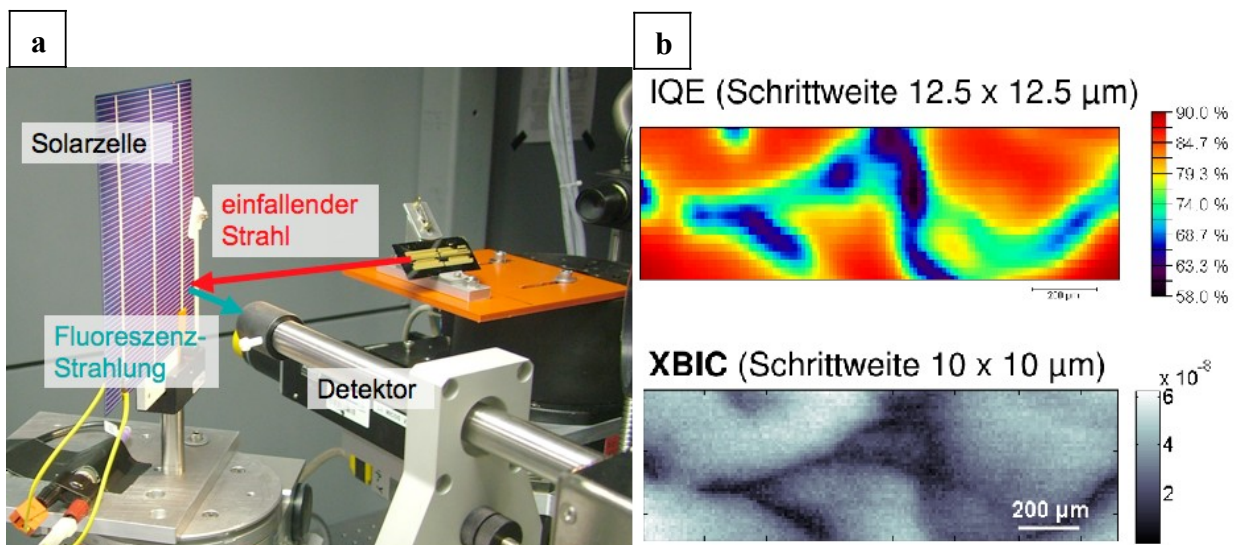 a
Solarzelle
einfallender
Strahl
Fluoreszenz-
Strahlung
Detektor
b
IQE (Schrittweite 12.5 x 12.5 µm)
90.0 %
84.7 %
79.3 %
74.0 %
68.7 %
63.3 %
58.0 %
200 µm
XBIC (Schrittweite 10 x 10 µm)
x 10⁻⁸
6
4
2
200 µm